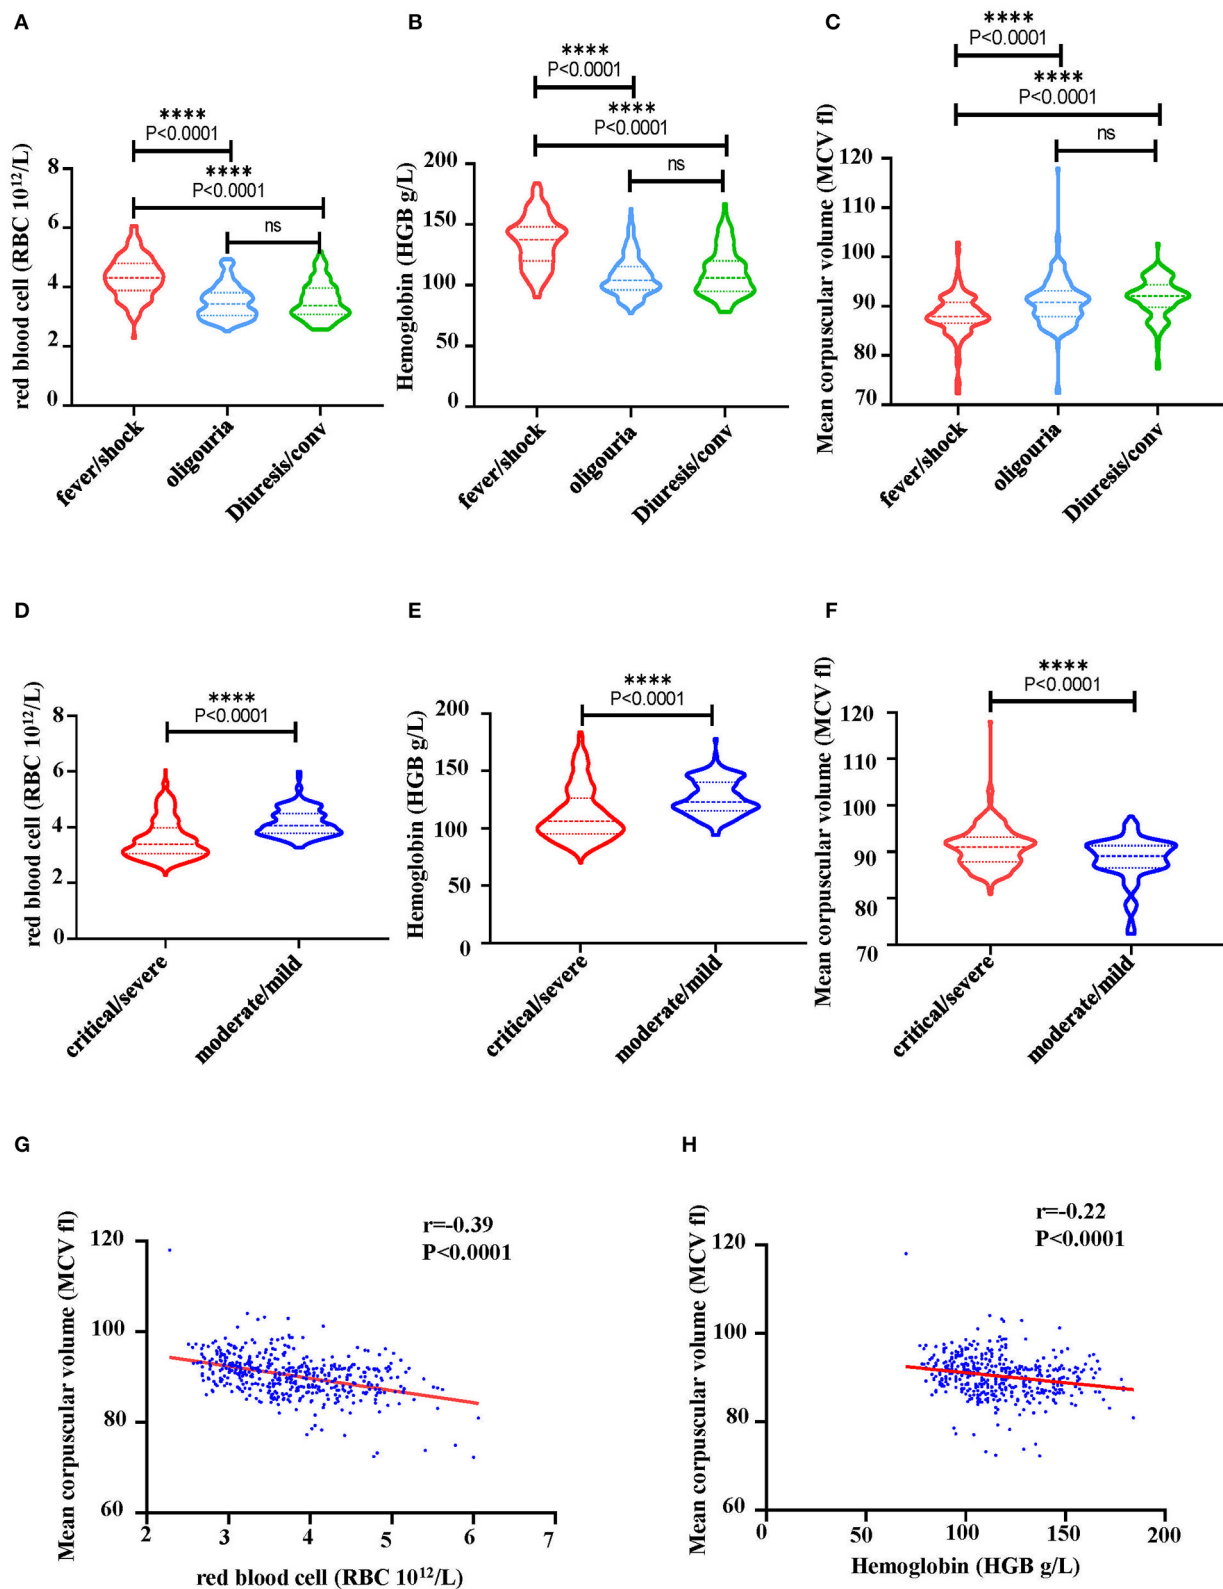 A
B
C
****
P<0.0001
****
P<0.0001
ns
red blood cell (RBC 10¹²/L)
8
6
4
2
0
fever/shock
oligouria
Diuresis/conv
****
P<0.0001
****
P<0.0001
ns
Hemoglobin (HGB g/L)
200
150
100
50
0
fever/shock
oligouria
Diuresis/conv
****
P<0.0001
****
P<0.0001
ns
Mean corpuscular volume (MCV fl)
120
110
100
90
80
70
fever/shock
oligouria
Diuresis/conv
D
E
F
****
P<0.0001
red blood cell (RBC 10¹²/L)
8
6
4
2
0
critical/severe
moderate/mild
****
P<0.0001
Hemoglobin (HGB g/L)
200
150
100
50
0
critical/severe
moderate/mild
****
P<0.0001
Mean corpuscular volume (MCV fl)
120
110
100
90
80
70
critical/severe
moderate/mild
G
H
r=-0.39
P<0.0001
Mean corpuscular volume (MCV fl)
120
100
80
60
2
3
4
5
6
7
red blood cell (RBC 10¹²/L)
r=-0.22
P<0.0001
Mean corpuscular volume (MCV fl)
120
100
80
60
0
50
100
150
200
Hemoglobin (HGB g/L)